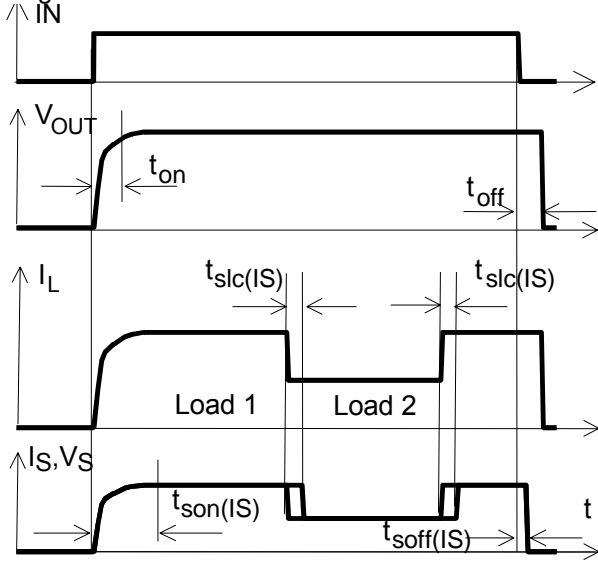 IN
VOUT
ton
toff
IL
tslc(IS)
tslc(IS)
Load 1
Load 2
IS,VS
tson(IS)
tsoff(IS)
t